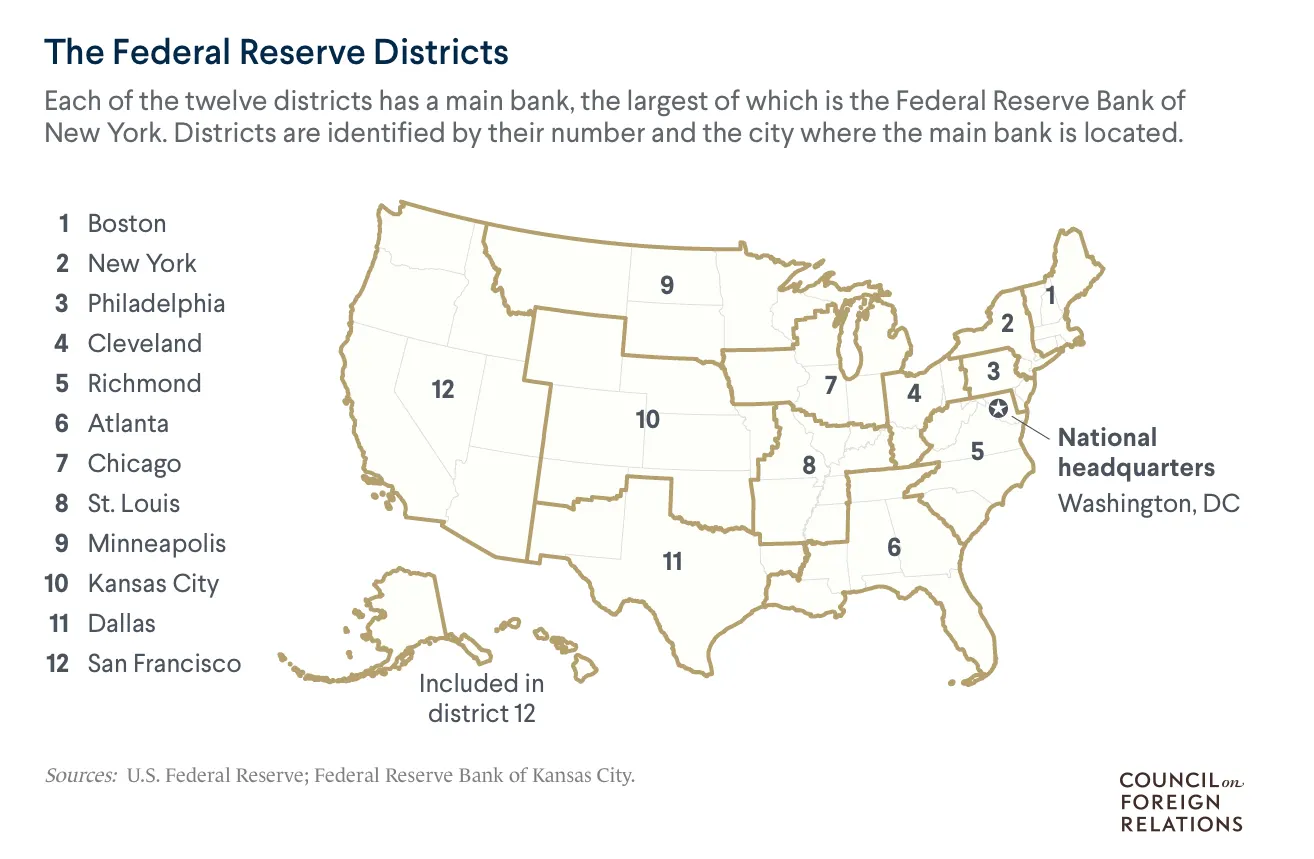 The Federal Reserve Districts
Each of the twelve districts has a main bank, the largest of which is the Federal Reserve Bank of
New York. Districts are identified by their number and the city where the main bank is located.
1 Boston
2 New York
3 Philadelphia
4 Cleveland
5 Richmond
6 Atlanta
7 Chicago
8 St. Louis
9 Minneapolis
10 Kansas City
11 Dallas
12 San Francisco
9
1
2
3
12
7
4
10
5
8
6
11
National
headquarters
Washington, DC
Included in
district 12
Sources: U.S. Federal Reserve; Federal Reserve Bank of Kansas City.
COUNCIL on
FOREIGN
RELATIONS